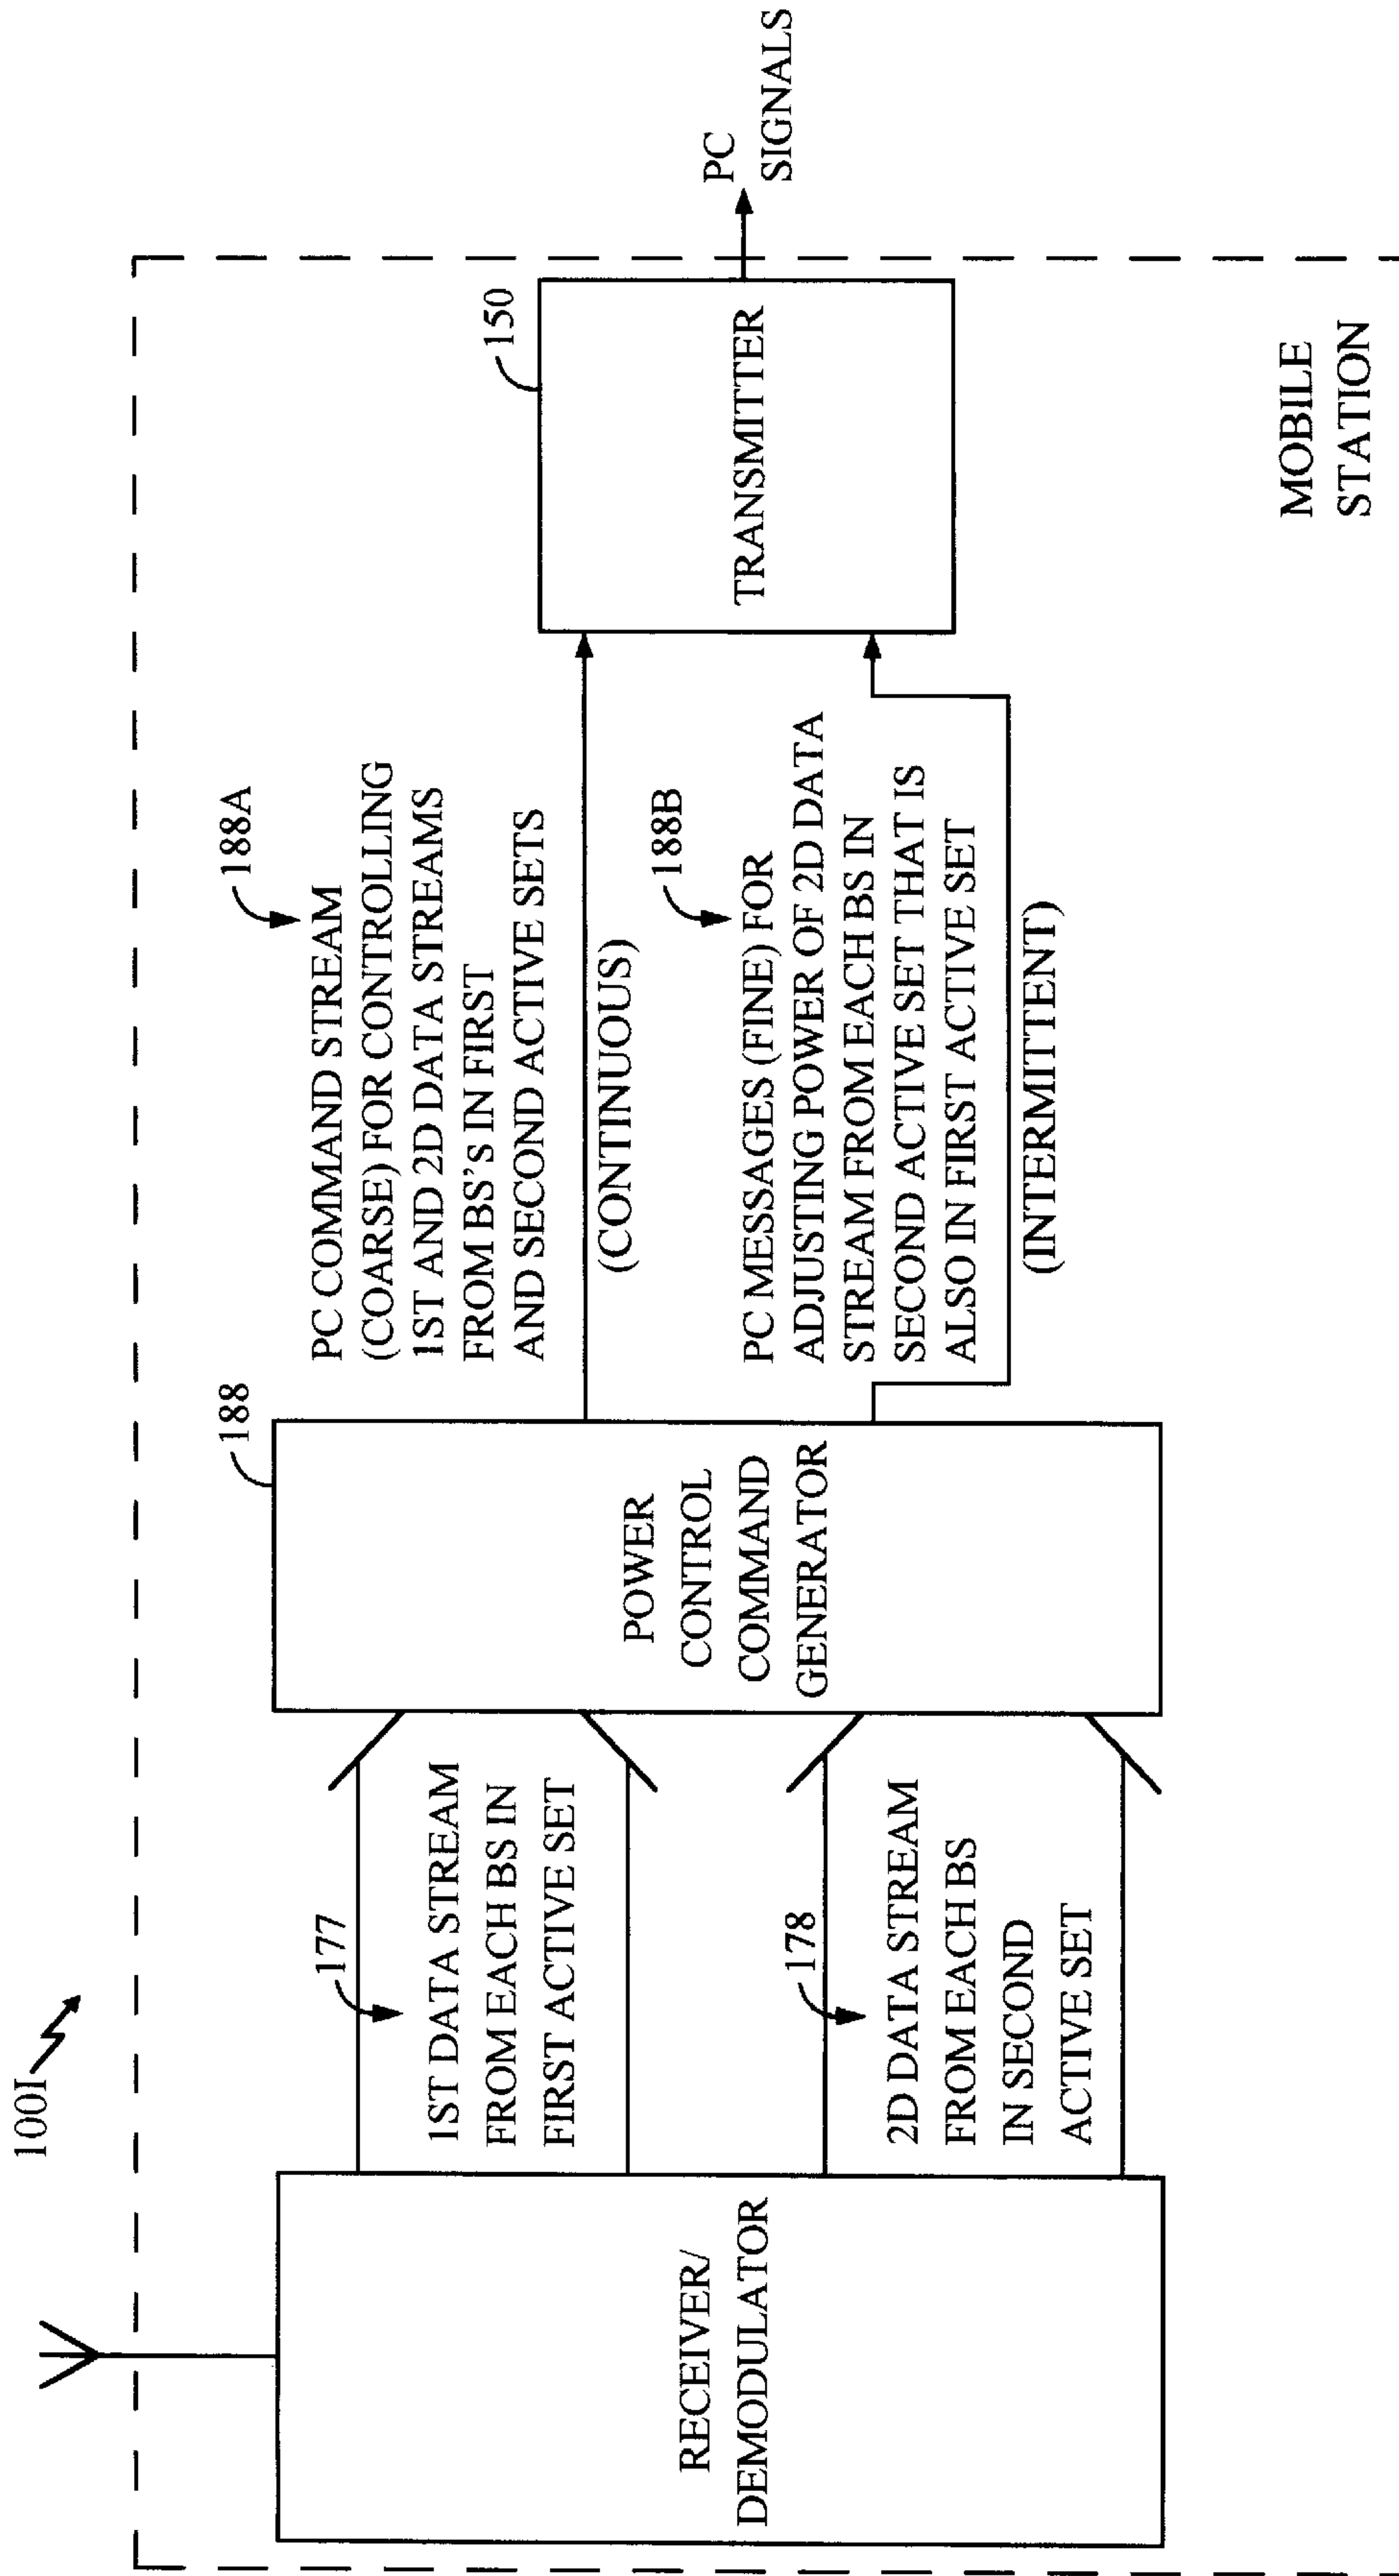 100I
RECEIVER/
DEMODULATOR
177
1ST DATA STREAM
FROM EACH BS IN
FIRST ACTIVE SET
178
2D DATA STREAM
FROM EACH BS
IN SECOND
ACTIVE SET
188
POWER
CONTROL
COMMAND
GENERATOR
188A
PC COMMAND STREAM
(COARSE) FOR CONTROLLING
1ST AND 2D DATA STREAMS
FROM BS's IN FIRST
AND SECOND ACTIVE SETS
(CONTINUOUS)
188B
PC MESSAGES (FINE) FOR
ADJUSTING POWER OF 2D DATA
STREAM FROM EACH BS IN
SECOND ACTIVE SET THAT IS
ALSO IN FIRST ACTIVE SET
(INTERMITTENT)
150
TRANSMITTER
PC
SIGNALS
MOBILE
STATION